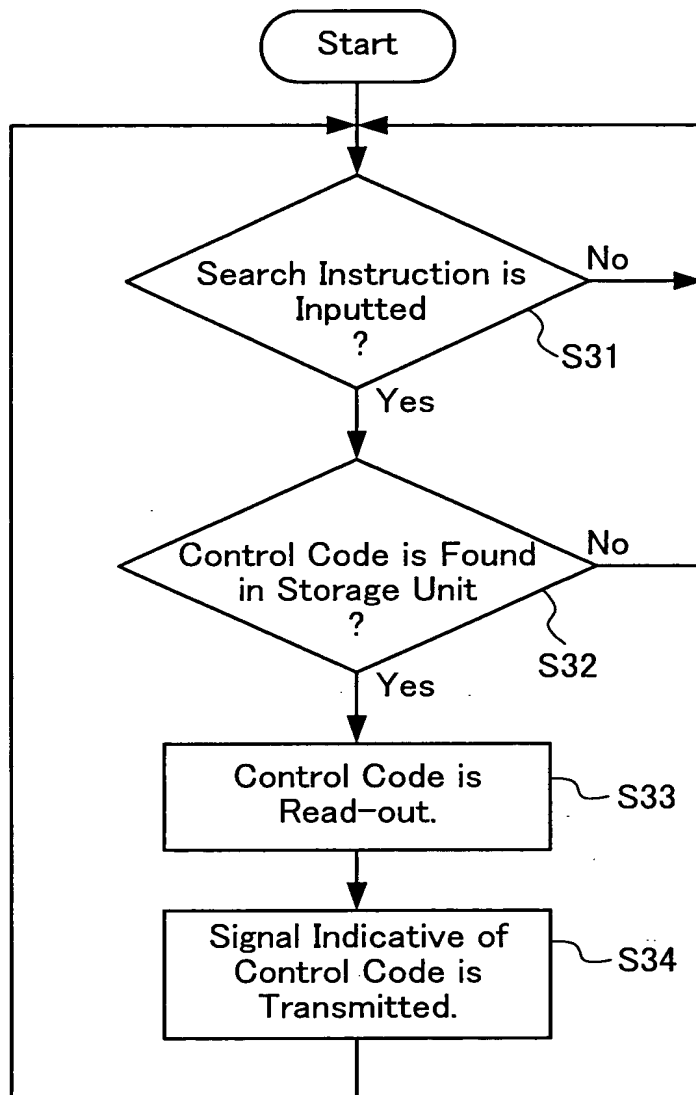 Start
Search Instruction is
Inputted
?
No
S31
Yes
Control Code is Found
in Storage Unit
?
No
S32
Yes
Control Code is
Read-out.
S33
Signal Indicative of
Control Code is
Transmitted.
S34